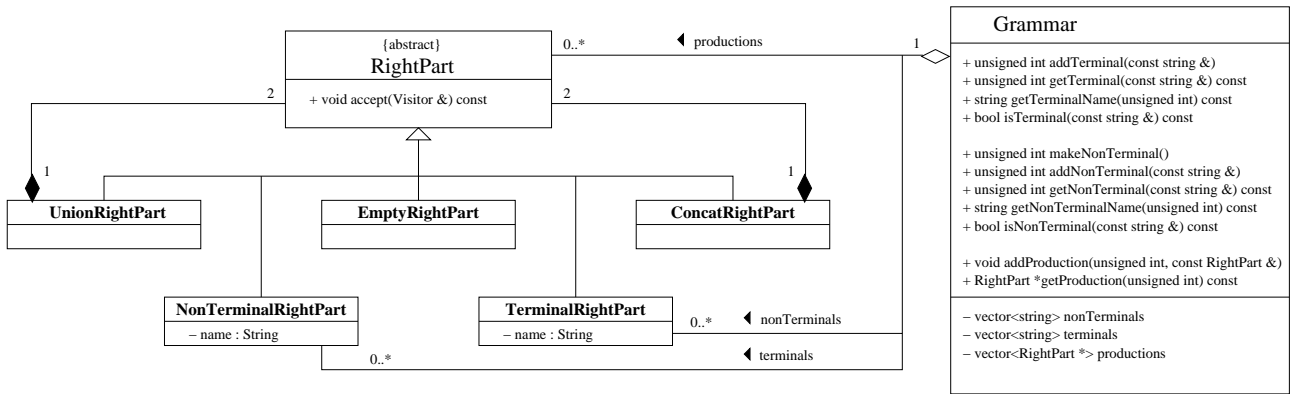 {abstract}
RightPart
+ void accept(Visitor &) const
0..*
◄ productions
1
2
2
1
1
UnionRightPart
EmptyRightPart
ConcatRightPart
NonTerminalRightPart
− name : String
TerminalRightPart
− name : String
0..*
◄ nonTerminals
0..*
◄ terminals
Grammar
+ unsigned int addTerminal(const string &)
+ unsigned int getTerminal(const string &) const
+ string getTerminalName(unsigned int) const
+ bool isTerminal(const string &) const
+ unsigned int makeNonTerminal()
+ unsigned int addNonTerminal(const string &)
+ unsigned int getNonTerminal(const string &) const
+ string getNonTerminalName(unsigned int) const
+ bool isNonTerminal(const string &) const
+ void addProduction(unsigned int, const RightPart &)
+ RightPart *getProduction(unsigned int) const
− vector<string> nonTerminals
− vector<string> terminals
− vector<RightPart *> productions